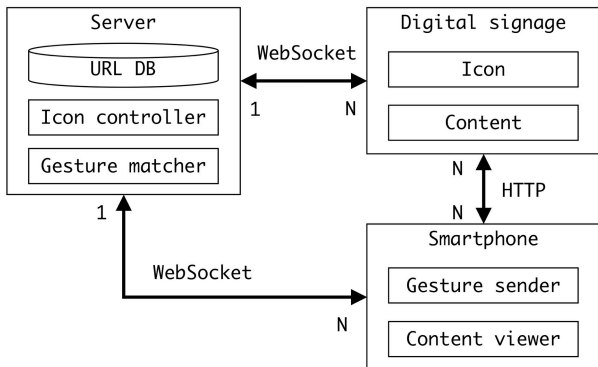 Server
URL DB
Icon controller
Gesture matcher
WebSocket
1
N
Digital signage
Icon
Content
N
HTTP
N
1
WebSocket
N
Smartphone
Gesture sender
Content viewer